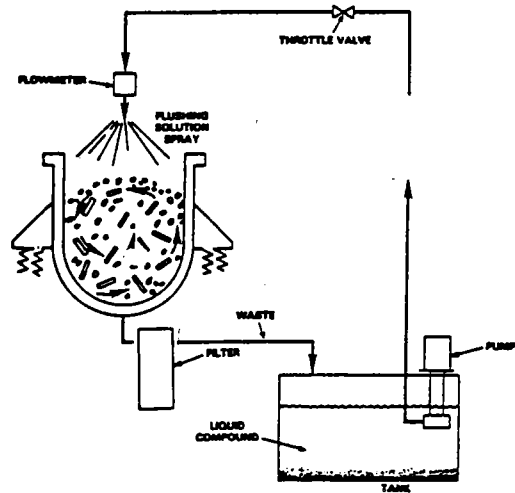 THROTTLE VALVE
FLOWMETER
FLUSHING
SOLUTION
SPRAY
WASTE
FILTER
PUMP
LIQUID
COMPOUND
TANK